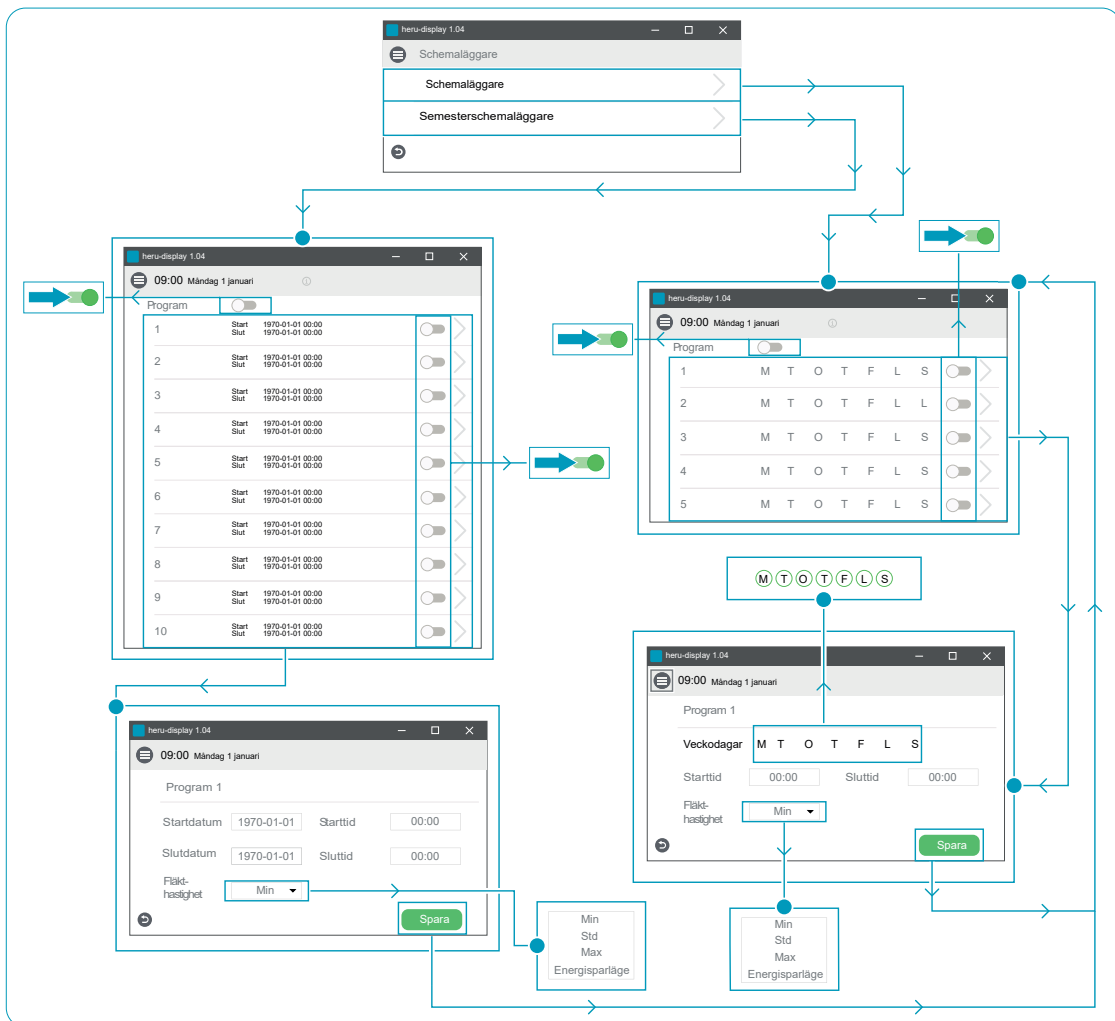 heru-display 1.04
Schemaläggare
Schemaläggare
Semesterschemaläggare
heru-display 1.04
09:00 Måndag 1 januari
Program
1 Start 1970-01-01 00:00
Slut 1970-01-01 00:00
2 Start 1970-01-01 00:00
Slut 1970-01-01 00:00
3 Start 1970-01-01 00:00
Slut 1970-01-01 00:00
4 Start 1970-01-01 00:00
Slut 1970-01-01 00:00
5 Start 1970-01-01 00:00
Slut 1970-01-01 00:00
6 Start 1970-01-01 00:00
Slut 1970-01-01 00:00
7 Start 1970-01-01 00:00
Slut 1970-01-01 00:00
8 Start 1970-01-01 00:00
Slut 1970-01-01 00:00
9 Start 1970-01-01 00:00
Slut 1970-01-01 00:00
10 Start 1970-01-01 00:00
Slut 1970-01-01 00:00
heru-display 1.04
09:00 Måndag 1 januari
Program
1 M T O T F L S
2 M T O T F L L
3 M T O T F L S
4 M T O T F L S
5 M T O T F L S
M T O T F L S
heru-display 1.04
09:00 Måndag 1 januari
Program 1
Veckodagar M T O T F L S
Starttid 00:00 Sluttid 00:00
Fläkt-
hastighet Min
Spara
Min
Std
Max
Energisparläge
heru-display 1.04
09:00 Måndag 1 januari
Program 1
Startdatum 1970-01-01 Starttid 00:00
Slutdatum 1970-01-01 Sluttid 00:00
Fläkt-
hastighet Min
Spara
Min
Std
Max
Energisparläge